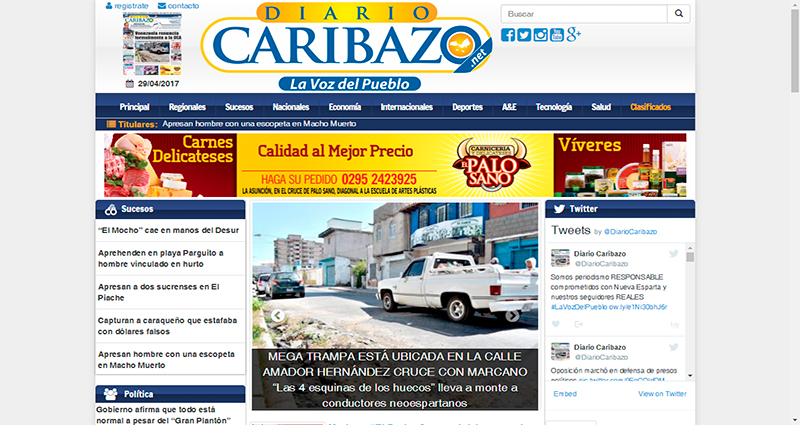 registrate contacto
DIARIO
CARIBAZO
.net
La Voz del Pueblo
Buscar
Venezuela renuncia
formalmente a la OEA
29/04/2017
Principal Regionales Sucesos Nacionales Economía Internacionales Deportes A&E Tecnología Salud Clasificados
Titulares: Apresan hombre con una escopeta en Macho Muerto
Carnes
Delicateses
Calidad al Mejor Precio
HAGA SU PEDIDO 0295 2423925
LA ASUNCIÓN, EN EL CRUCE DE PALO SANO, DIAGONAL A LA ESCUELA DE ARTES PLÁSTICAS
CARNICERIA
Y DELICATESES
EL PALO
SANO
Víveres
Sucesos
“El Mocho” cae en manos del Desur
Aprehenden en playa Parguito a
hombre vinculado en hurto
Apresan a dos sucrenses en El
Piache
Capturan a caraqueño que estafaba
con dólares falsos
Apresan hombre con una escopeta
en Macho Muerto
Política
Gobierno afirma que todo está
normal a pesar del “Gran Plantón”
MEGA TRAMPA ESTÁ UBICADA EN LA CALLE
AMADOR HERNÁNDEZ CRUCE CON MARCANO
“Las 4 esquinas de los huecos” lleva a monte a
conductores neoespartanos
Twitter
Tweets by @DiarioCaribazo
Diario Caribazo
@DiarioCaribazo
Somos periodismo RESPONSABLE
comprometidos con Nueva Esparta y
nuestros seguidores REALES
#LaVozDelPueblo
Diario Caribazo
@DiarioCaribazo
Oposición marchó en defensa de presos
Embed View on Twitter